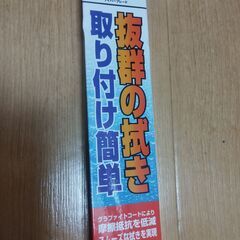 抜群の拭き
取り付け簡単
グラファイトコートにより
摩擦抵抗を低減
スムーズな拭きを実現